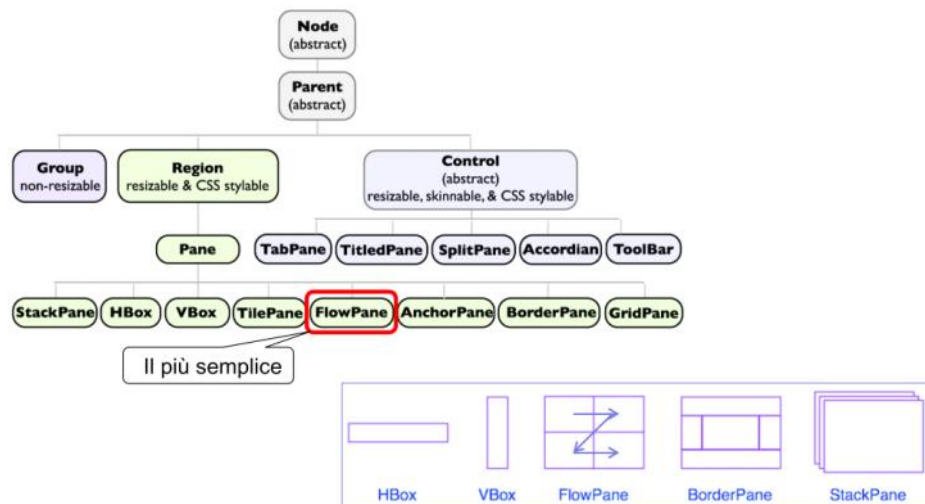 Node
(abstract)
Parent
(abstract)
Group
non-resizable
Region
resizable & CSS stylable
Control
(abstract)
resizable, skinnable, & CSS stylable
Pane
TabPane
TitledPane
SplitPane
Accordian
ToolBar
StackPane
HBox
VBox
TilePane
FlowPane
AnchorPane
BorderPane
GridPane
Il più semplice
HBox
VBox
FlowPane
BorderPane
StackPane